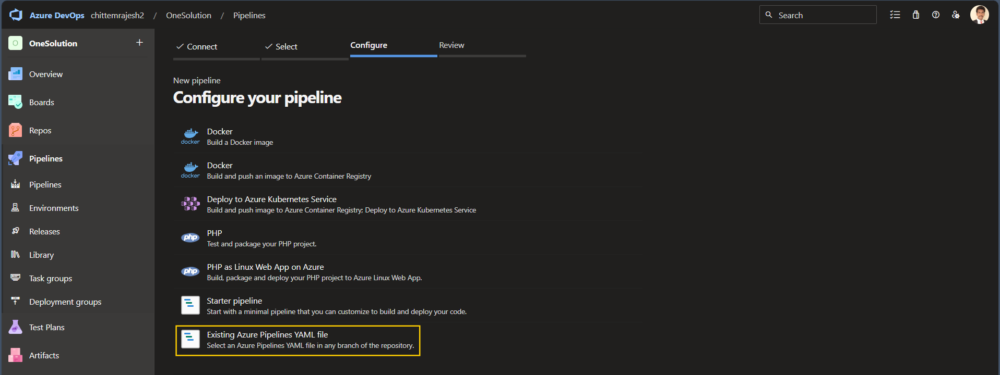 Azure DevOps chittemrajesh2 / OneSolution / Pipelines
Search
O OneSolution +
Overview
Boards
Repos
Pipelines
Pipelines
Environments
Releases
Library
Task groups
Deployment groups
Test Plans
Artifacts
Connect Select Configure Review
New pipeline
Configure your pipeline
docker
Docker
Build a Docker image
docker
Docker
Build and push an image to Azure Container Registry
Deploy to Azure Kubernetes Service
Build and push image to Azure Container Registry; Deploy to Azure Kubernetes Service
php
PHP
Test and package your PHP project.
php
PHP as Linux Web App on Azure
Build, package and deploy your PHP project to Azure Linux Web App.
Starter pipeline
Start with a minimal pipeline that you can customize to build and deploy your code.
Existing Azure Pipelines YAML file
Select an Azure Pipelines YAML file in any branch of the repository.